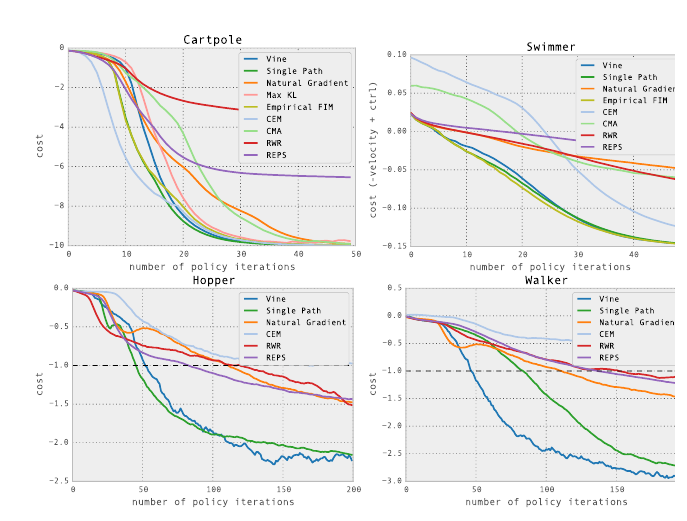 Cartpole
0
−2
−4
−6
−8
−10
cost
0 10 20 30 40 50
number of policy iterations
Vine
Single Path
Natural Gradient
Max KL
Empirical FIM
CEM
CMA
RWR
REPS
Swimmer
0.10
0.05
0.00
−0.05
−0.10
−0.15
cost (-velocity + ctrl)
0 10 20 30 40
number of policy iterations
Vine
Single Path
Natural Gradien
Empirical FIM
CEM
CMA
RWR
REPS
Hopper
0.0
−0.5
−1.0
−1.5
−2.0
−2.5
cost
0 50 100 150 200
number of policy iterations
Vine
Single Path
Natural Gradient
CEM
RWR
REPS
Walker
0.5
0.0
−0.5
−1.0
−1.5
−2.0
−2.5
−3.0
cost
0 50 100 150
number of policy iterations
Vine
Single Path
Natural Gradien
CEM
RWR
REPS